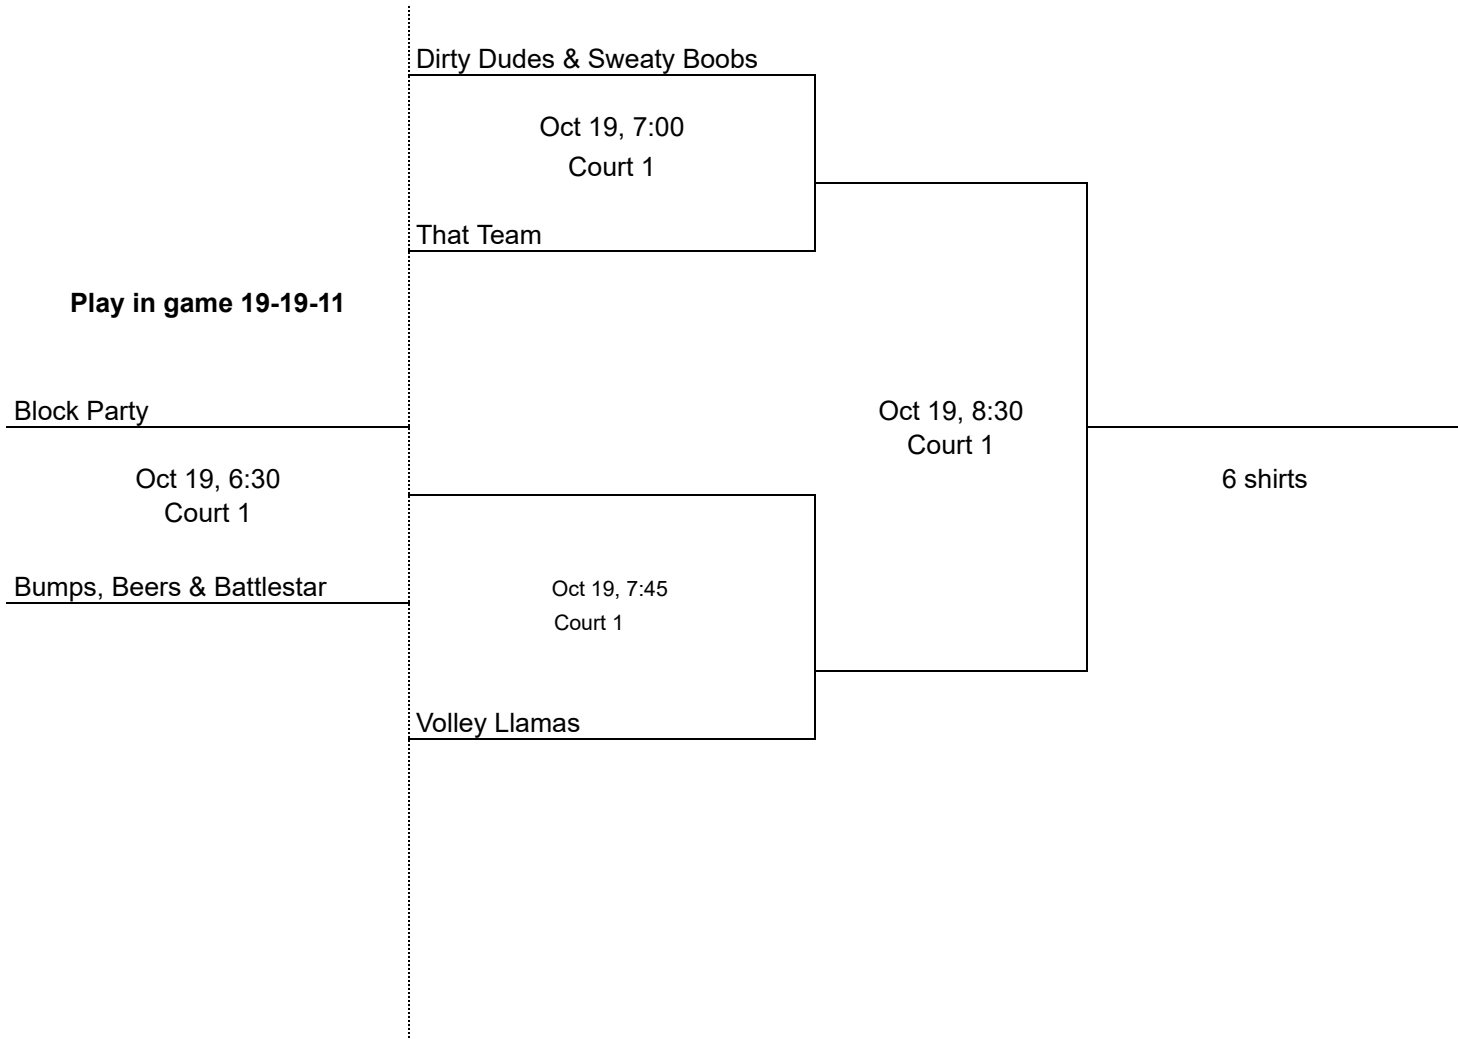 Dirty Dudes & Sweaty Boobs
Oct 19, 7:00
Court 1
That Team
Play in game 19-19-11
Block Party
Oct 19, 6:30
Court 1
Bumps, Beers & Battlestar
Oct 19, 7:45
Court 1
Volley Llamas
Oct 19, 8:30
Court 1
6 shirts